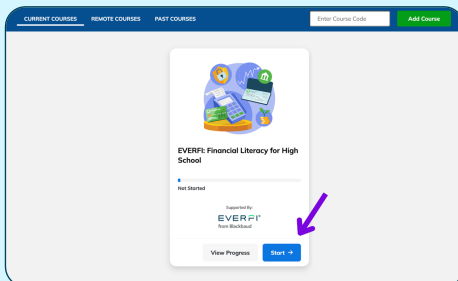 CURRENT COURSES REMOTE COURSES PAST COURSES Enter Course Code Add Course
EVERFI: Financial Literacy for High
School
Not Started
Supported By:
EVERFI
from Blackbaud
View Progress Start →